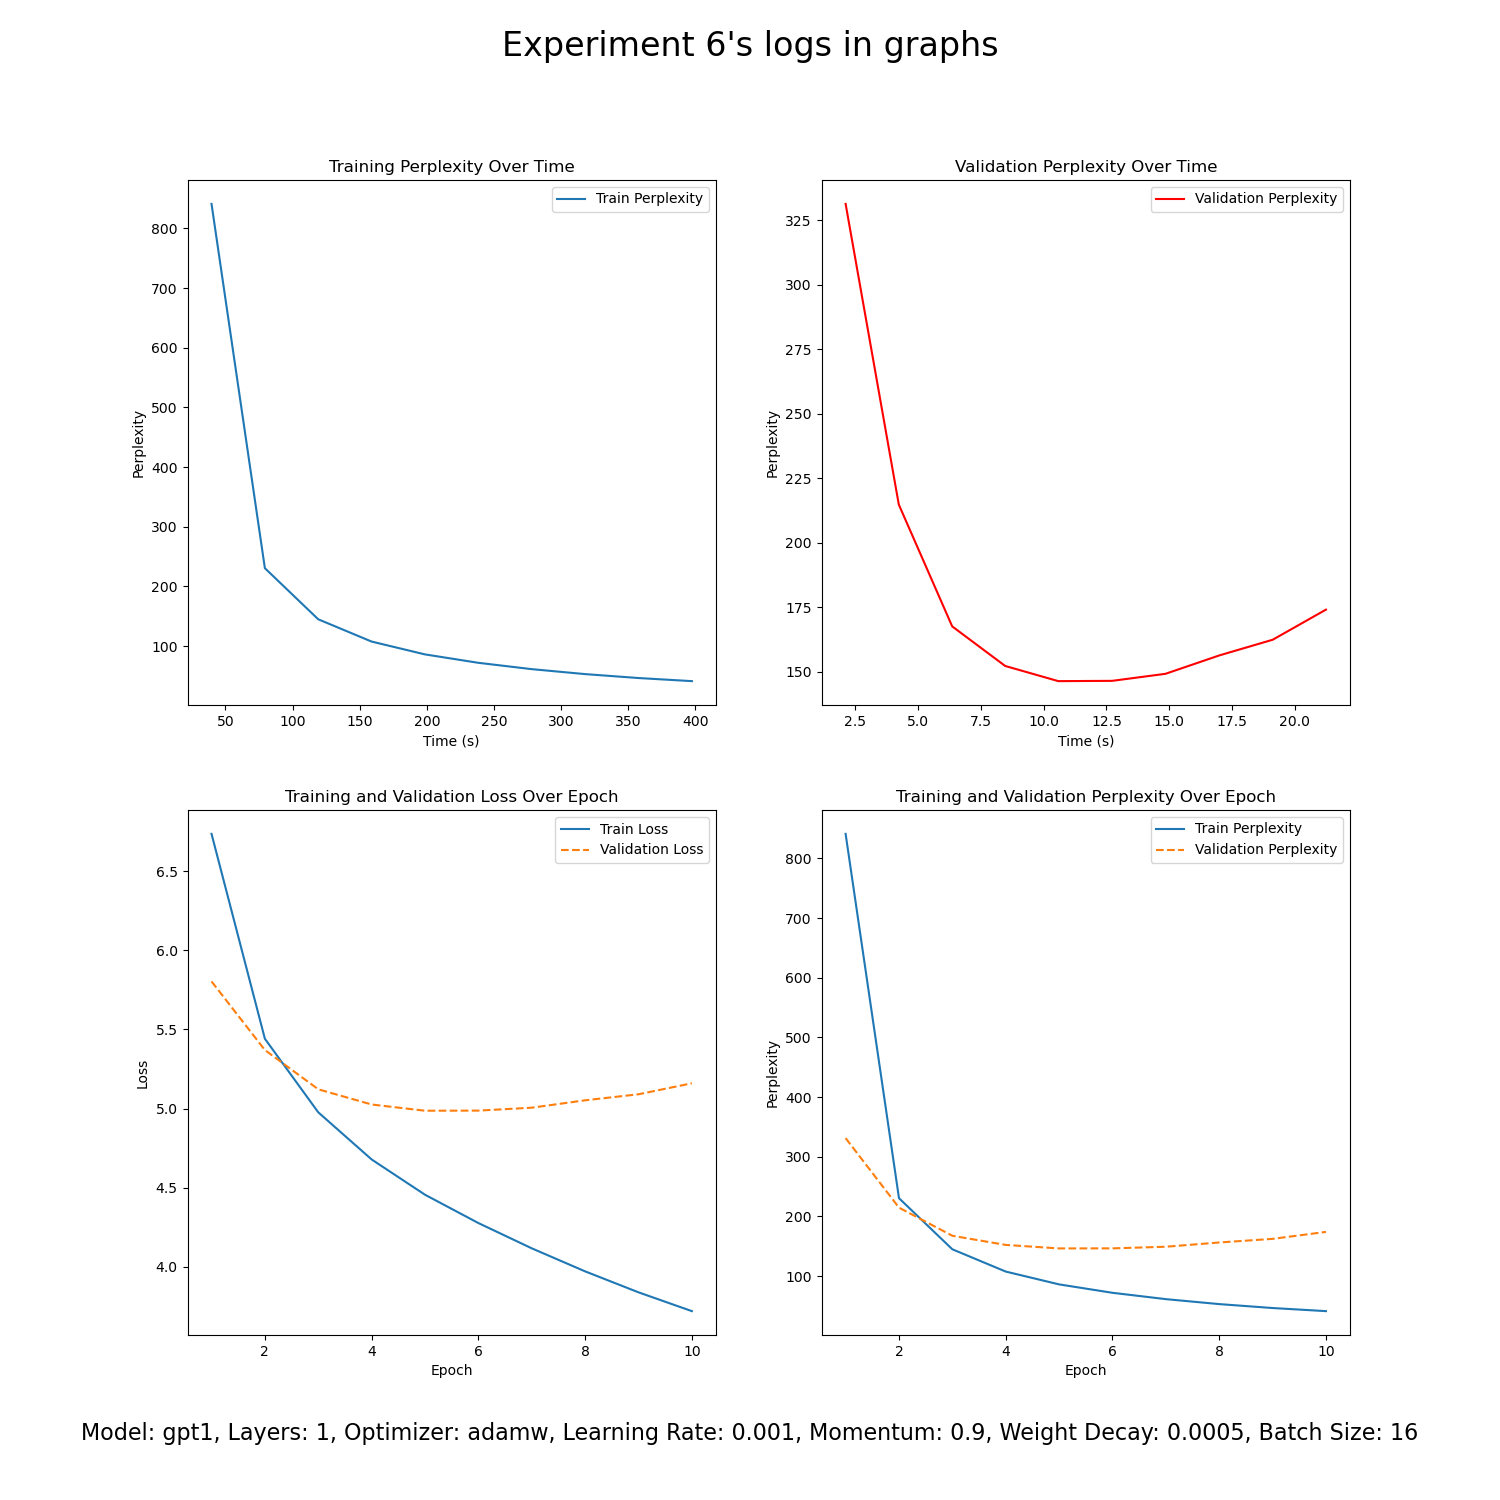 Experiment 6's logs in graphs
Training Perplexity Over Time
Train Perplexity
800
700
600
500
400
300
200
100
Perplexity
50 100 150 200 250 300 350 400
Time (s)
Validation Perplexity Over Time
Validation Perplexity
325
300
275
250
225
200
175
150
Perplexity
2.5 5.0 7.5 10.0 12.5 15.0 17.5 20.0
Time (s)
Training and Validation Loss Over Epoch
Train Loss
Validation Loss
6.5
6.0
5.5
5.0
4.5
4.0
Loss
2 4 6 8 10
Epoch
Training and Validation Perplexity Over Epoch
Train Perplexity
Validation Perplexity
800
700
600
500
400
300
200
100
Perplexity
2 4 6 8 10
Epoch
Model: gpt1, Layers: 1, Optimizer: adamw, Learning Rate: 0.001, Momentum: 0.9, Weight Decay: 0.0005, Batch Size: 16